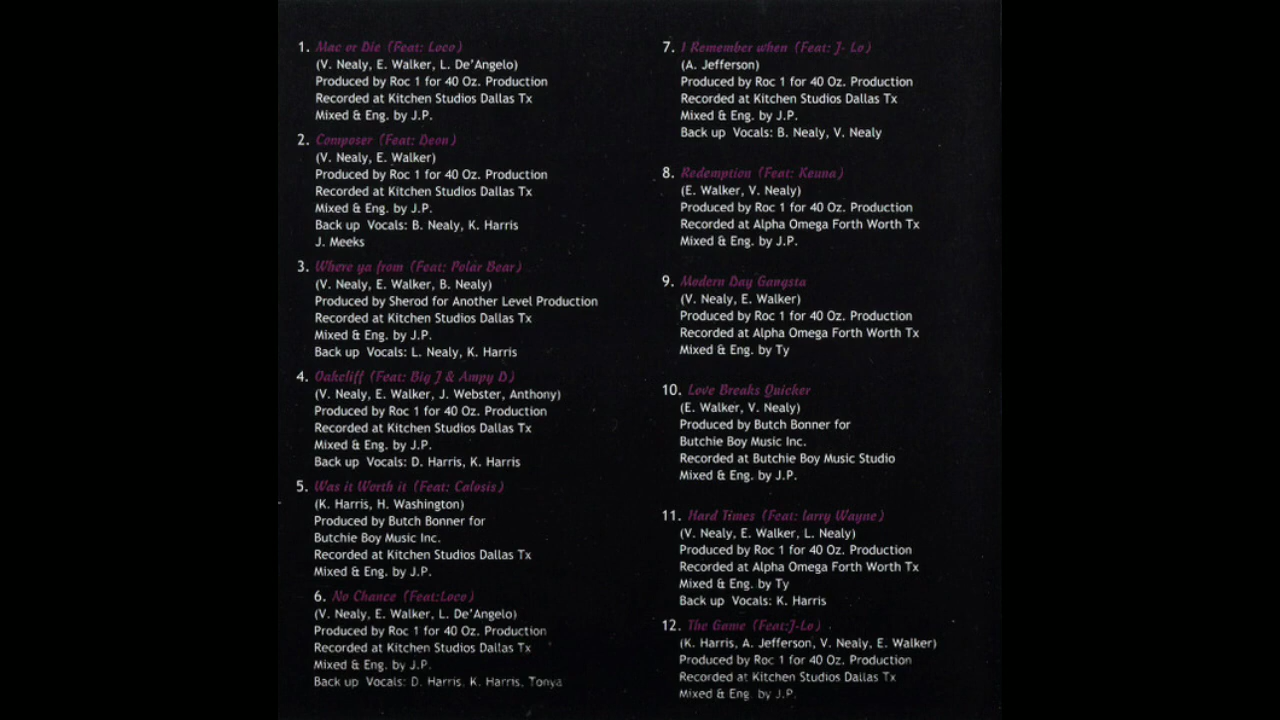 1. Mac or Die (Feat: Loco)
(V. Nealy, E. Walker, L. De'Angelo)
Produced by Roc 1 for 40 Oz. Production
Recorded at Kitchen Studios Dallas Tx
Mixed & Eng. by J.P.
2. Composer (Feat: Deon)
(V. Nealy, E. Walker)
Produced by Roc 1 for 40 Oz. Production
Recorded at Kitchen Studios Dallas Tx
Mixed & Eng. by J.P.
Back up Vocals: B. Nealy, K. Harris
J. Meeks
3. Where ya from (Feat: Polar Bear)
(V. Nealy, E. Walker, B. Nealy)
Produced by Sherod for Another Level Production
Recorded at Kitchen Studios Dallas Tx
Mixed & Eng. by J.P.
Back up Vocals: L. Nealy, K. Harris
4. Oakcliff (Feat: Big J & Ampy D)
(V. Nealy, E. Walker, J. Webster, Anthony)
Produced by Roc 1 for 40 Oz. Production
Recorded at Kitchen Studios Dallas Tx
Mixed & Eng. by J.P.
Back up Vocals: D. Harris, K. Harris
5. Was it Worth it (Feat: Calosis)
(K. Harris, H. Washington)
Produced by Butch Bonner for
Butchie Boy Music Inc.
Recorded at Kitchen Studios Dallas Tx
Mixed & Eng. by J.P.
6. No Chance (Feat:Loco)
(V. Nealy, E. Walker, L. De'Angelo)
Produced by Roc 1 for 40 Oz. Production
Recorded at Kitchen Studios Dallas Tx
Mixed & Eng. by J.P.
Back up Vocals: D. Harris, K. Harris, Tonya
7. I Remember when (Feat: J- Lo)
(A. Jefferson)
Produced by Roc 1 for 40 Oz. Production
Recorded at Kitchen Studios Dallas Tx
Mixed & Eng. by J.P.
Back up Vocals: B. Nealy, V. Nealy
8. Redemption (Feat: Keuna)
(E. Walker, V. Nealy)
Produced by Roc 1 for 40 Oz. Production
Recorded at Alpha Omega Forth Worth Tx
Mixed & Eng. by J.P.
9. Modern Day Gangsta
(V. Nealy, E. Walker)
Produced by Roc 1 for 40 Oz. Production
Recorded at Alpha Omega Forth Worth Tx
Mixed & Eng. by Ty
10. Love Breaks Quicker
(E. Walker, V. Nealy)
Produced by Butch Bonner for
Butchie Boy Music Inc.
Recorded at Butchie Boy Music Studio
Mixed & Eng. by J.P.
11. Hard Times (Feat: larry Wayne)
(V. Nealy, E. Walker, L. Nealy)
Produced by Roc 1 for 40 Oz. Production
Recorded at Alpha Omega Forth Worth Tx
Mixed & Eng. by Ty
Back up Vocals: K. Harris
12. The Game (Feat:J-Lo)
(K. Harris, A. Jefferson, V. Nealy, E. Walker)
Produced by Roc 1 for 40 Oz. Production
Recorded at Kitchen Studios Dallas Tx
Mixed & Eng. by J.P.